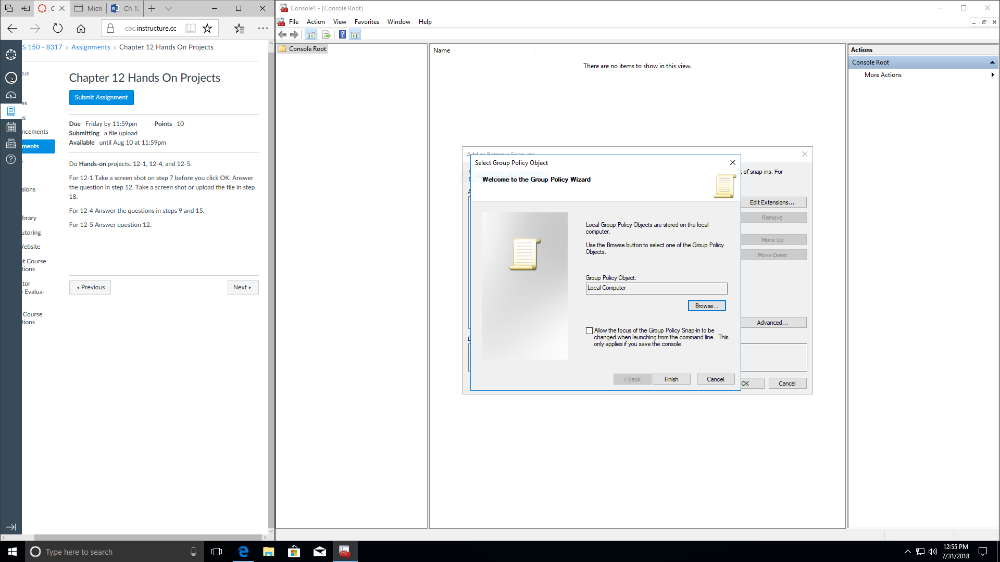 C
Micro
Ch 12
cbc.instructure.cc
S 150 - 8317 › Assignments › Chapter 12 Hands On Projects
018
Chapter 12 Hands On Projects
Submit Assignment
es
us
Due Friday by 11:59pm Points 10
ncements
Submitting a file upload
Available until Aug 10 at 11:59pm
ments
s
Do Hands-on projects. 12-1, 12-4, and 12-5.
For 12-1 Take a screen shot on step 7 before you click OK. Answer
the question in step 12. Take a screen shot or upload the file in step
18.
sions
For 12-4 Answer the questions in steps 9 and 15.
brary
For 12-5 Answer question 12.
utoring
Website
nt Course
tions
tor
e Evalua-
◂ Previous
Next ▸
Course
tions
Console1 - [Console Root]
File Action View Favorites Window Help
Console Root
Name
There are no items to show in this view.
Actions
Console Root
More Actions
Add or Remove Snap-ins
of snap-ins. For
Edit Extensions...
Remove
Move Up
Move Down
Advanced...
OK
Cancel
Select Group Policy Object
Welcome to the Group Policy Wizard
Local Group Policy Objects are stored on the local
computer.
Use the Browse button to select one of the Group Policy
Objects.
Group Policy Object:
Local Computer
Browse...
Allow the focus of the Group Policy Snap-in to be
changed when launching from the command line. This
only applies if you save the console.
< Back
Finish
Cancel
Type here to search
12:55 PM
7/31/2018